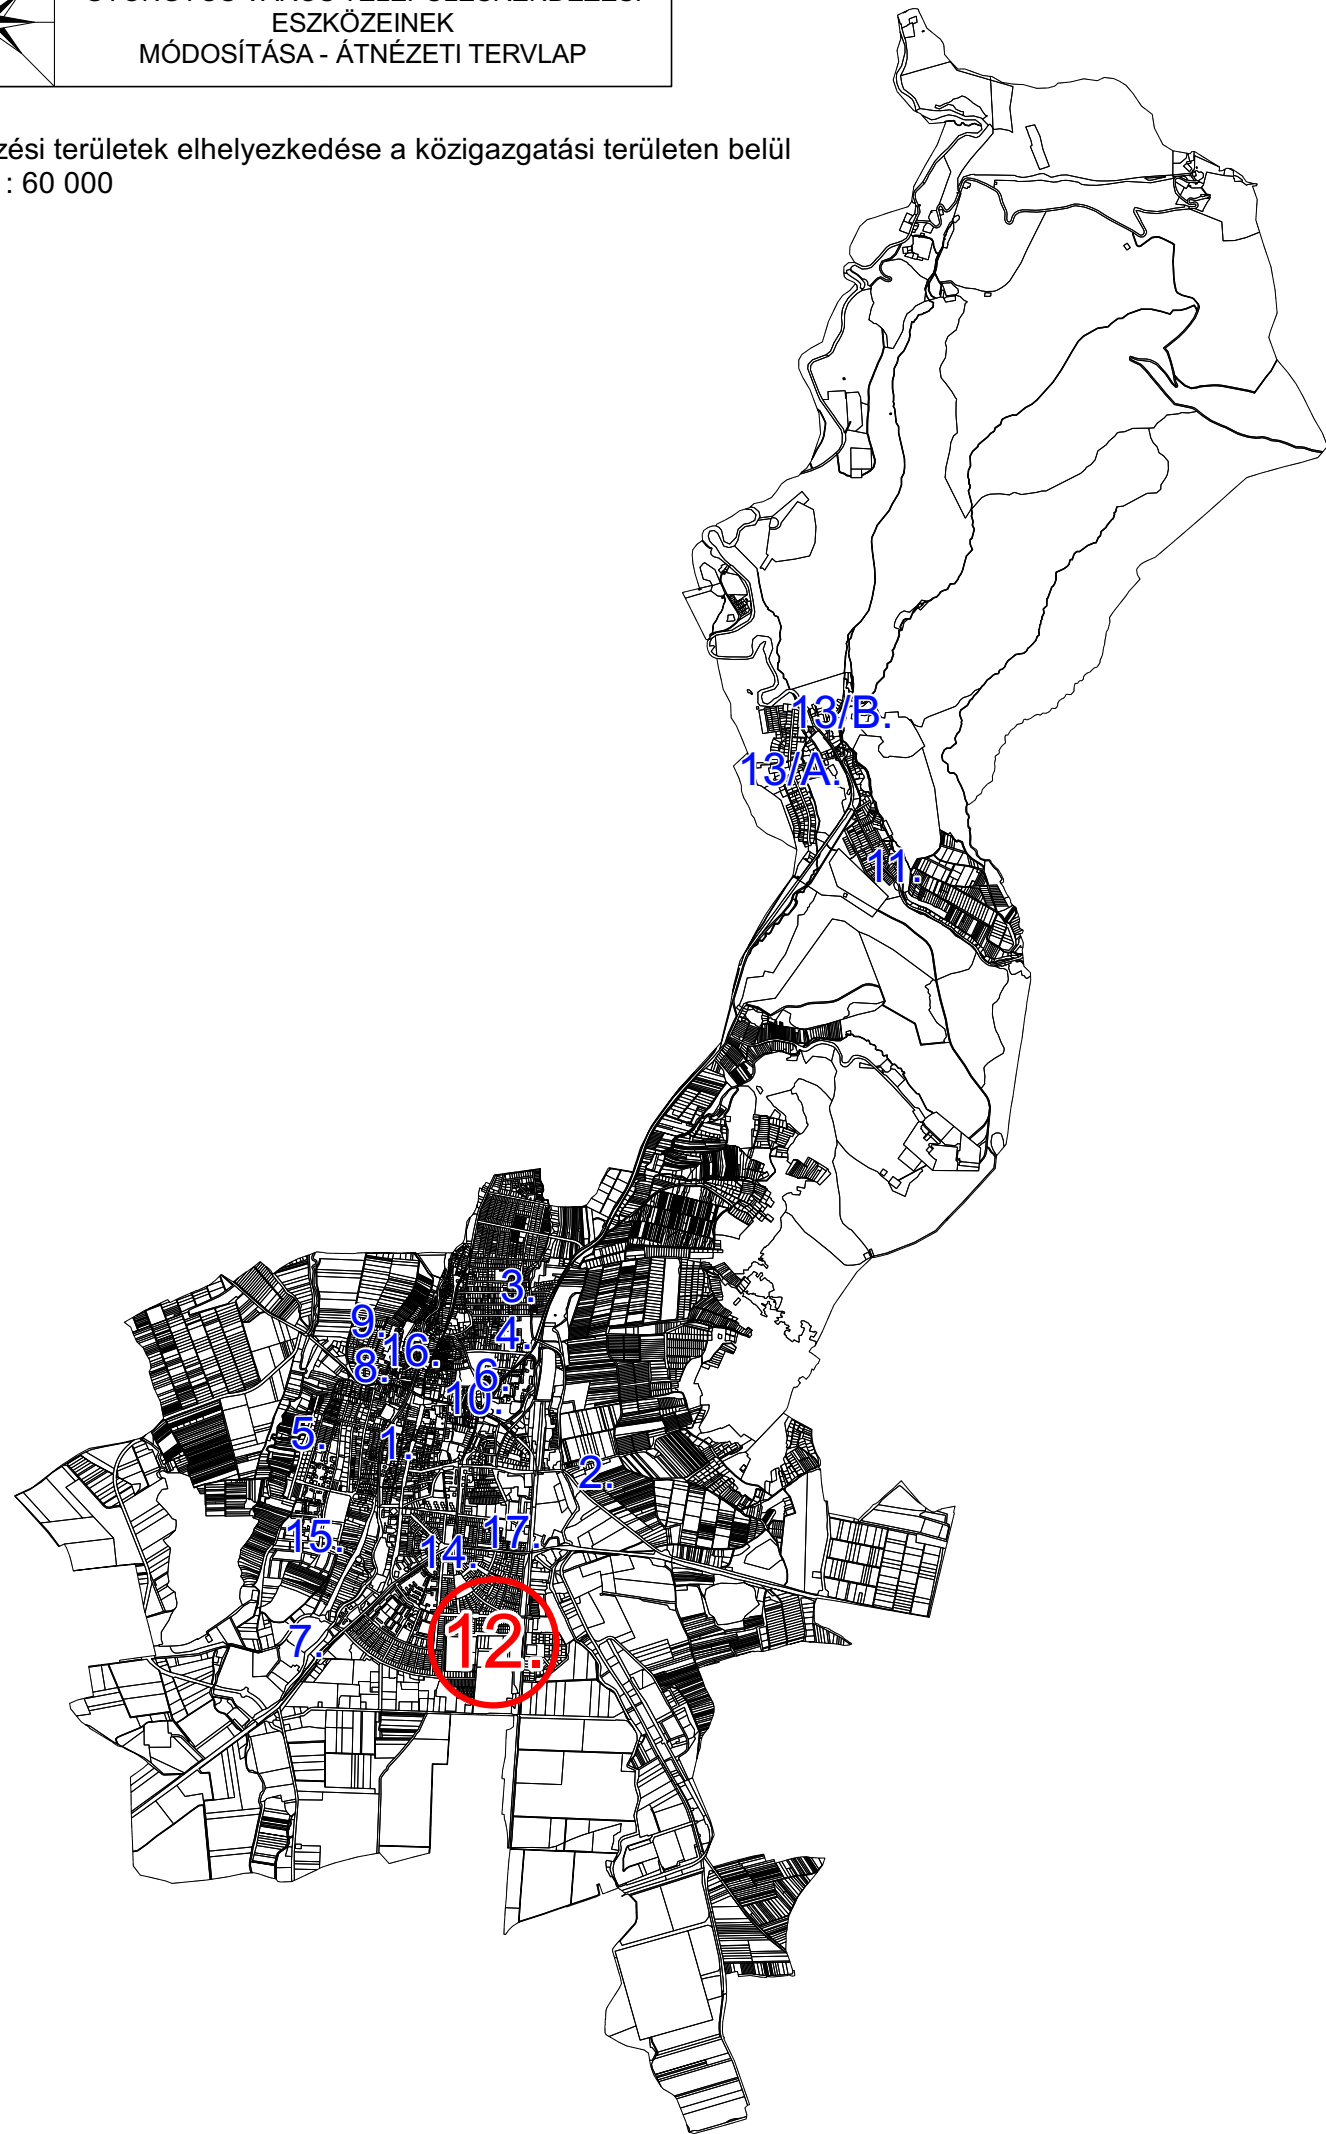 ESZKÖZEINEK
MÓDOSÍTÁSA - ÁTNÉZETI TERVLAP
területek elhelyezkedése a közigazgatási területen belül
: 60 000
13/B.
13/A.
11.
3.
9.
4.
16.
8.
6.
10.
5.
1.
2.
17.
15.
14.
12.
7.